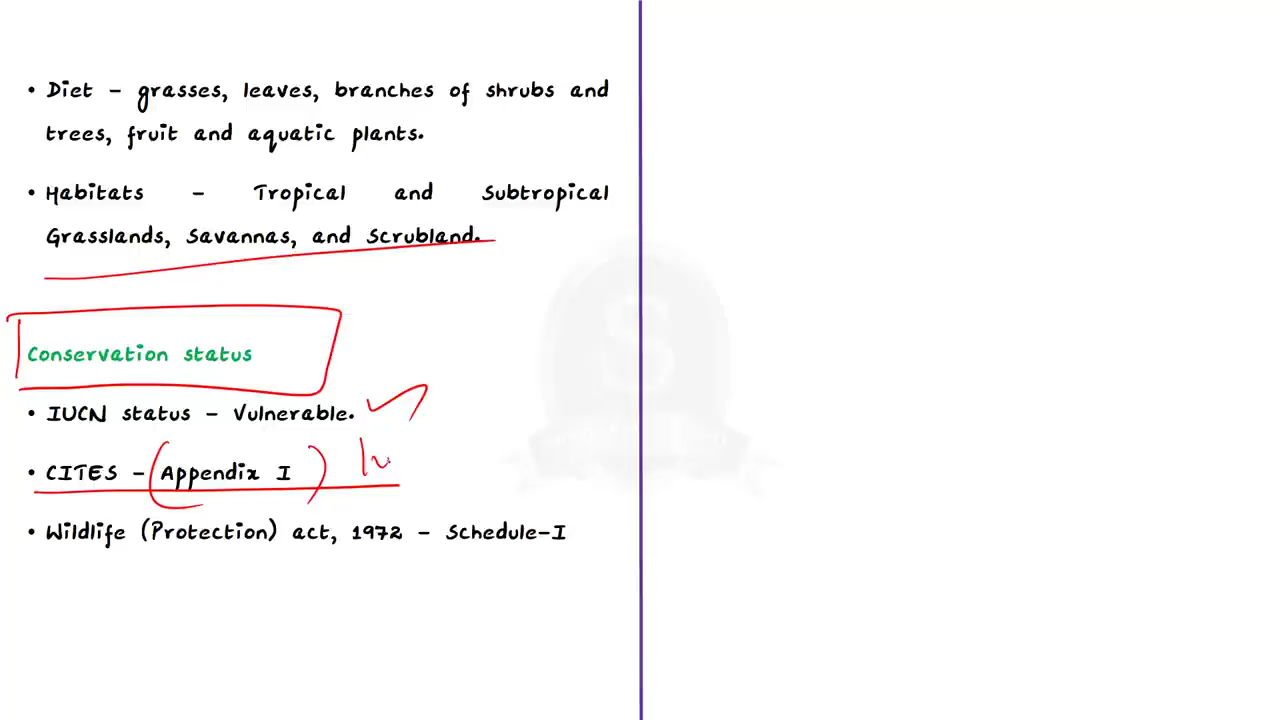 • Diet - grasses, leaves, branches of shrubs and
trees, fruit and aquatic plants.
• Habitats - Tropical and Subtropical
Grasslands, Savannas, and Scrubland.
Conservation status
• IUCN status - Vulnerable.
• CITES - Appendix I
• Wildlife (Protection) act, 1972 - Schedule-I